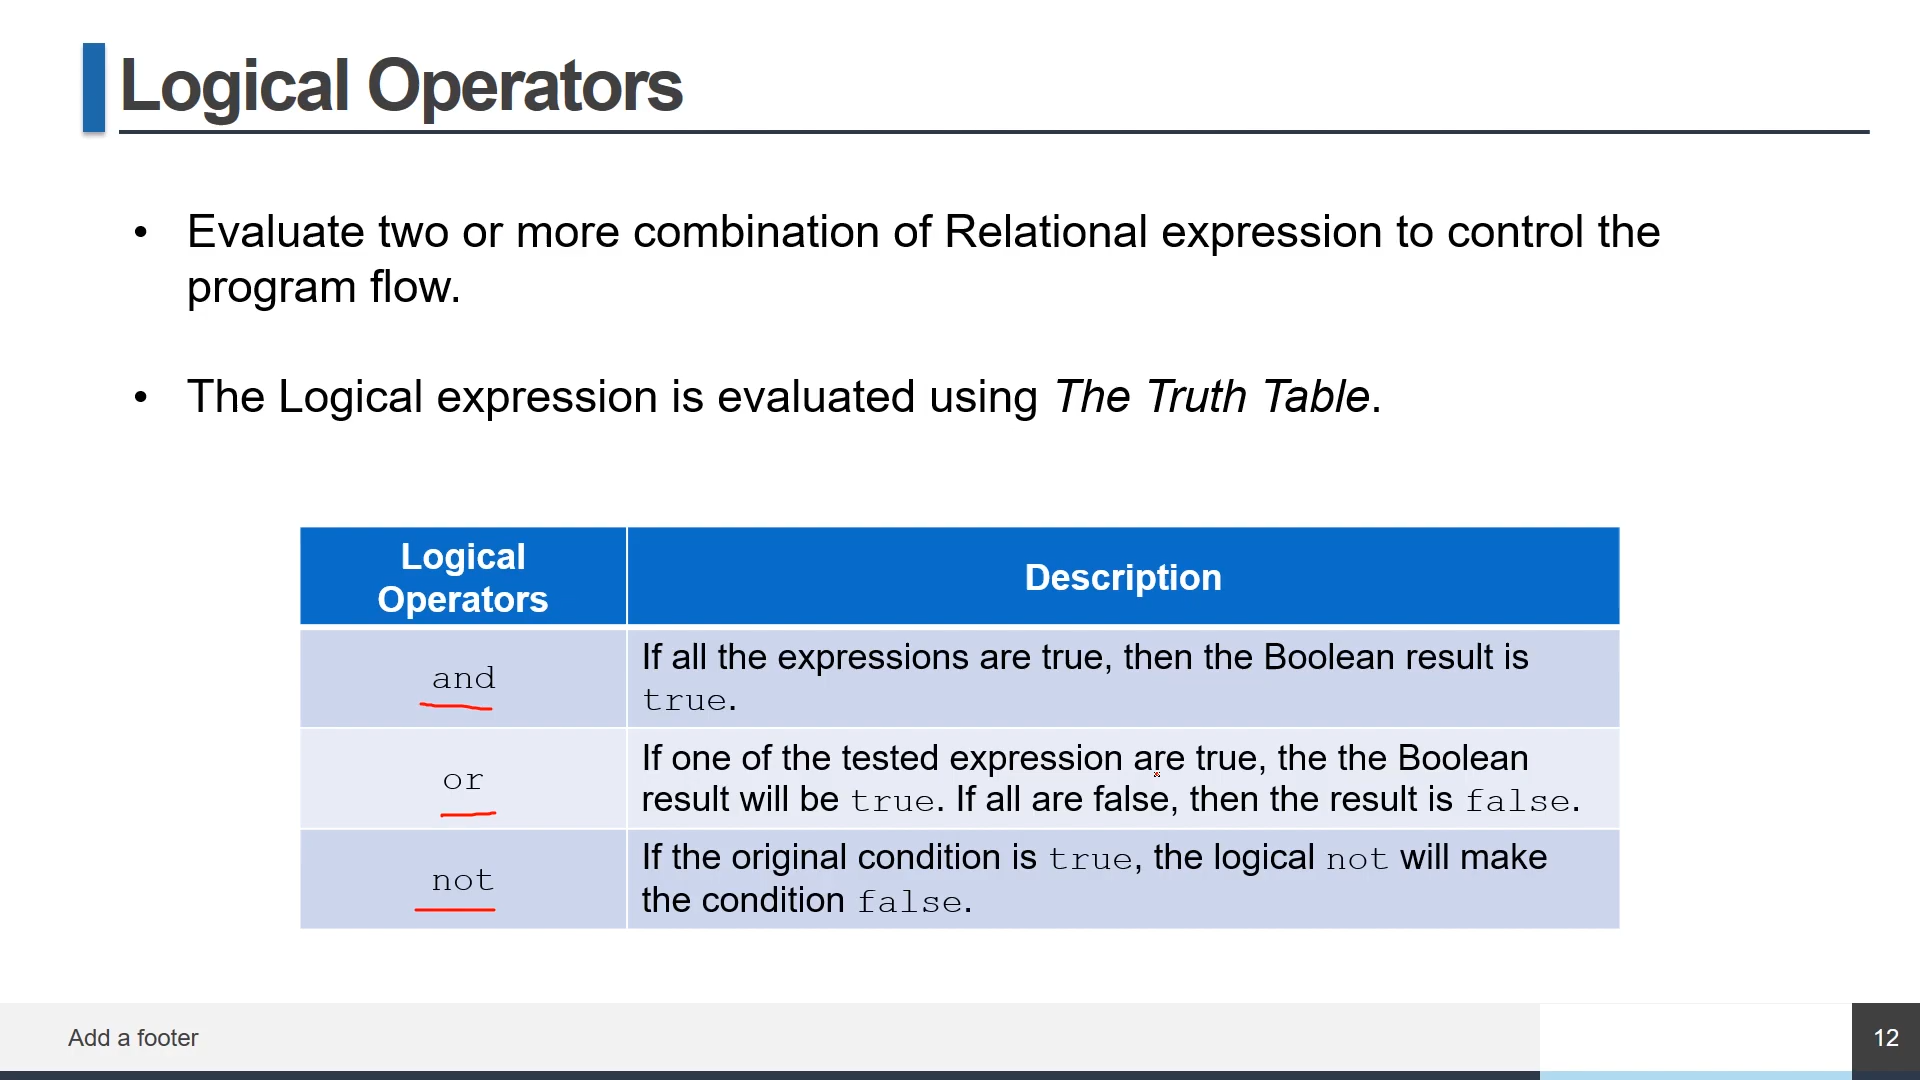 Logical Operators
• Evaluate two or more combination of Relational expression to control the
program flow.
• The Logical expression is evaluated using The Truth Table.
Logical
Operators
Description
and
If all the expressions are true, then the Boolean result is
true.
or
If one of the tested expression are true, the the Boolean
result will be true. If all are false, then the result is false.
not
If the original condition is true, the logical not will make
the condition false.
Add a footer
12